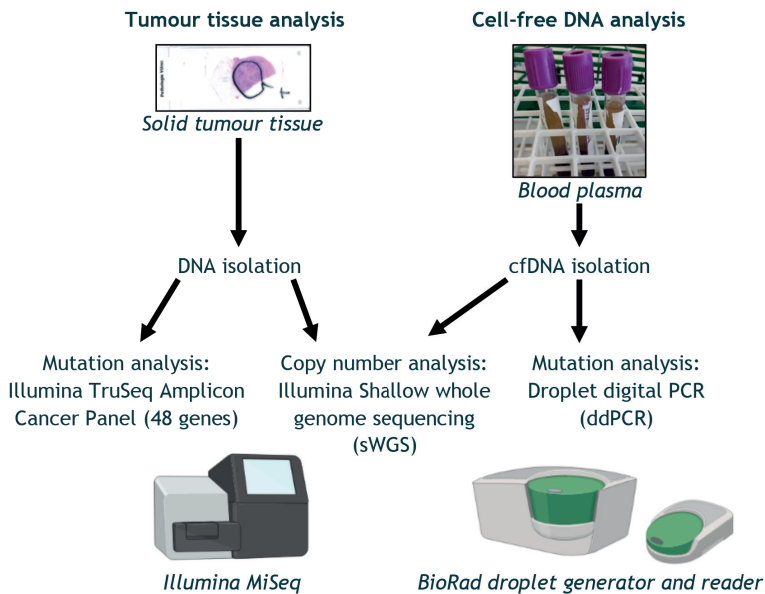 Tumour tissue analysis
Cell-free DNA analysis
Solid tumour tissue
Blood plasma
DNA isolation
cfDNA isolation
Mutation analysis:
Illumina TruSeq Amplicon
Cancer Panel (48 genes)
Copy number analysis:
Illumina Shallow whole
genome sequencing
(sWGS)
Mutation analysis:
Droplet digital PCR
(ddPCR)
Illumina MiSeq
BioRad droplet generator and reader